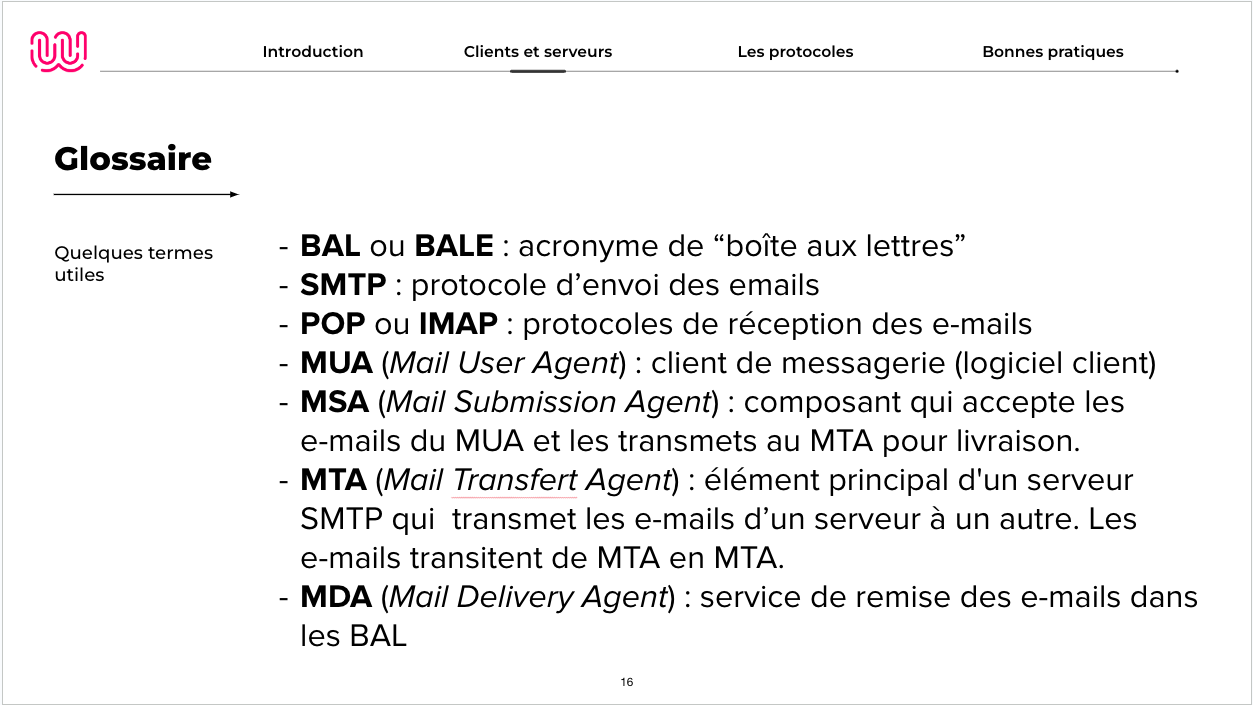 Introduction
Clients et serveurs
Les protocoles
Bonnes pratiques
Glossaire
Quelques termes
utiles
- BAL ou BALE : acronyme de “boîte aux lettres”
- SMTP : protocole d’envoi des emails
- POP ou IMAP : protocoles de réception des e-mails
- MUA (Mail User Agent) : client de messagerie (logiciel client)
- MSA (Mail Submission Agent) : composant qui accepte les
e-mails du MUA et les transmets au MTA pour livraison.
- MTA (Mail Transfert Agent) : élément principal d'un serveur
SMTP qui  transmet les e-mails d’un serveur à un autre. Les
e-mails transitent de MTA en MTA.
- MDA (Mail Delivery Agent) : service de remise des e-mails dans
les BAL
16